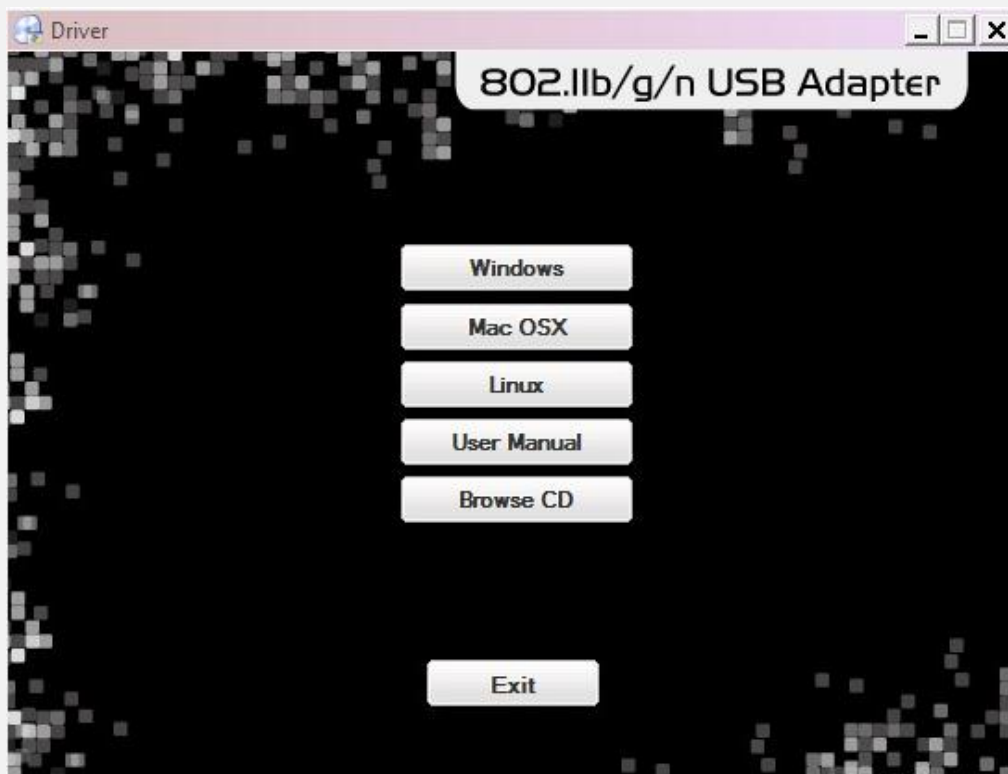 Driver
802.11b/g/n USB Adapter
Windows
Mac OSX
Linux
User Manual
Browse CD
Exit